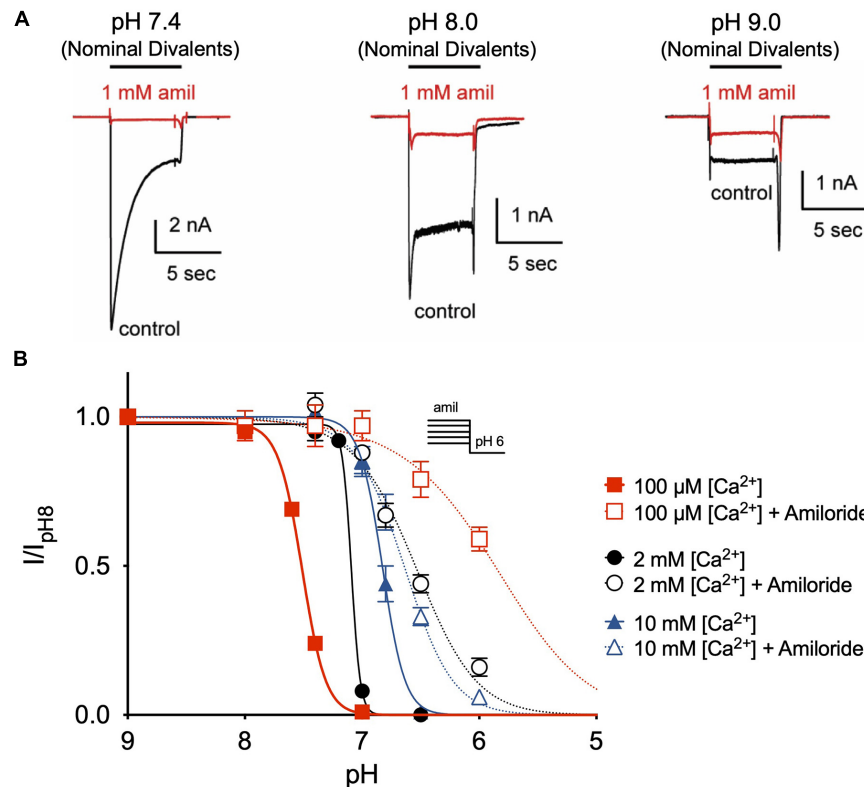 A
pH 7.4
(Nominal Divalents)
1 mM amil
2 nA
5 sec
control
pH 8.0
(Nominal Divalents)
1 mM amil
1 nA
5 sec
control
pH 9.0
(Nominal Divalents)
1 mM amil
control
1 nA
5 sec
B
1.0
0.5
0.0
I/IpH8
9
8
7
6
5
pH
amil
pH 6
100 µM [Ca²⁺]
100 µM [Ca²⁺] + Amiloride
2 mM [Ca²⁺]
2 mM [Ca²⁺] + Amiloride
10 mM [Ca²⁺]
10 mM [Ca²⁺] + Amiloride